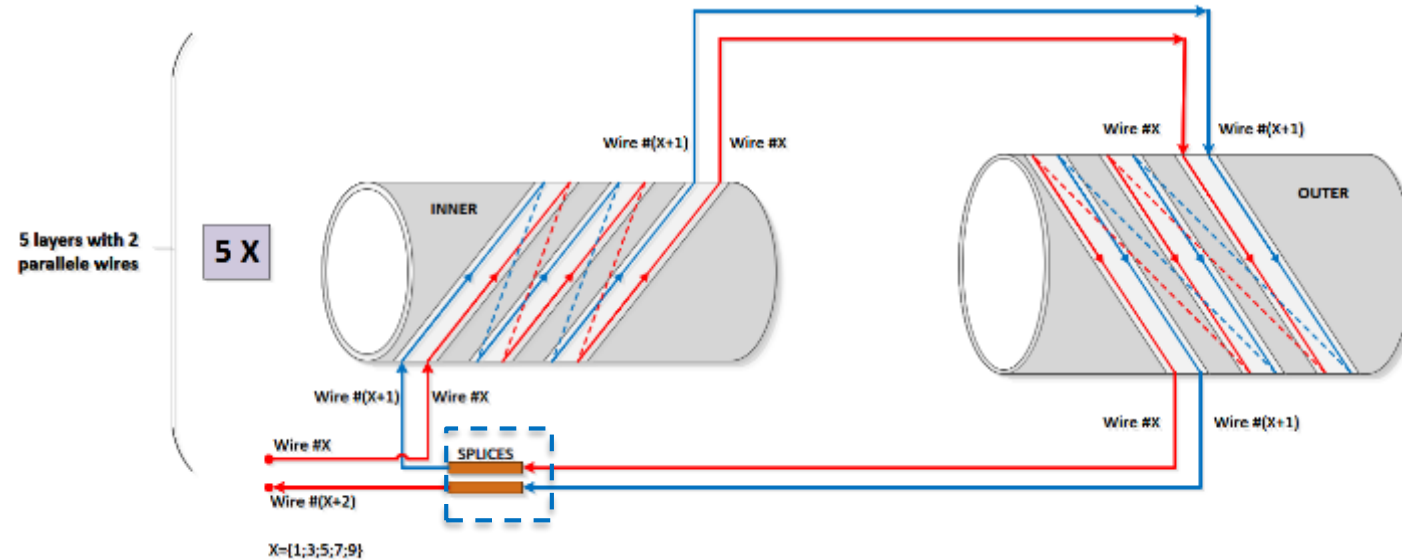 Wire #(X+1)
Wire #X
Wire #X
Wire #(X+1)
INNER
OUTER
5 layers with 2
parallele wires
5 X
Wire #(X+1)
Wire #X
Wire #X
Wire #(X+1)
Wire #X
SPLICES
Wire #(X+2)
X={1;3;5;7;9}